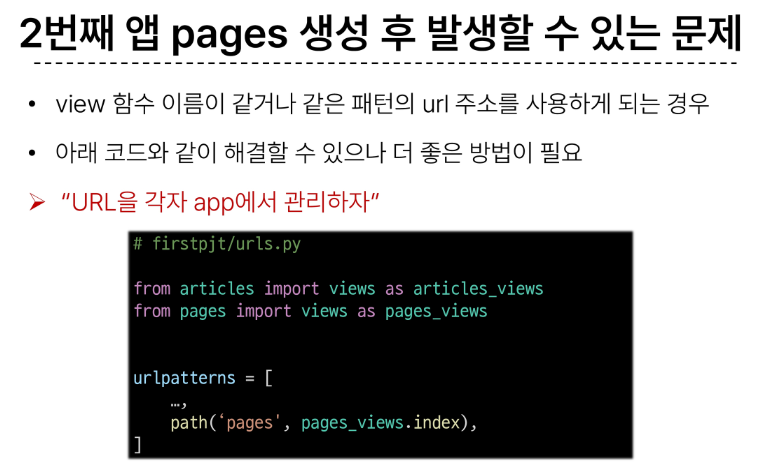 2번째 앱 pages 생성 후 발생할 수 있는 문제
• view 함수 이름이 같거나 같은 패턴의 url 주소를 사용하게 되는 경우
• 아래 코드와 같이 해결할 수 있으나 더 좋은 방법이 필요
➢ “URL을 각자 app에서 관리하자”
# firstpjt/urls.py
from articles import views as articles_views
from pages import views as pages_views
urlpatterns = [
    …,
    path(‘pages', pages_views.index),
]